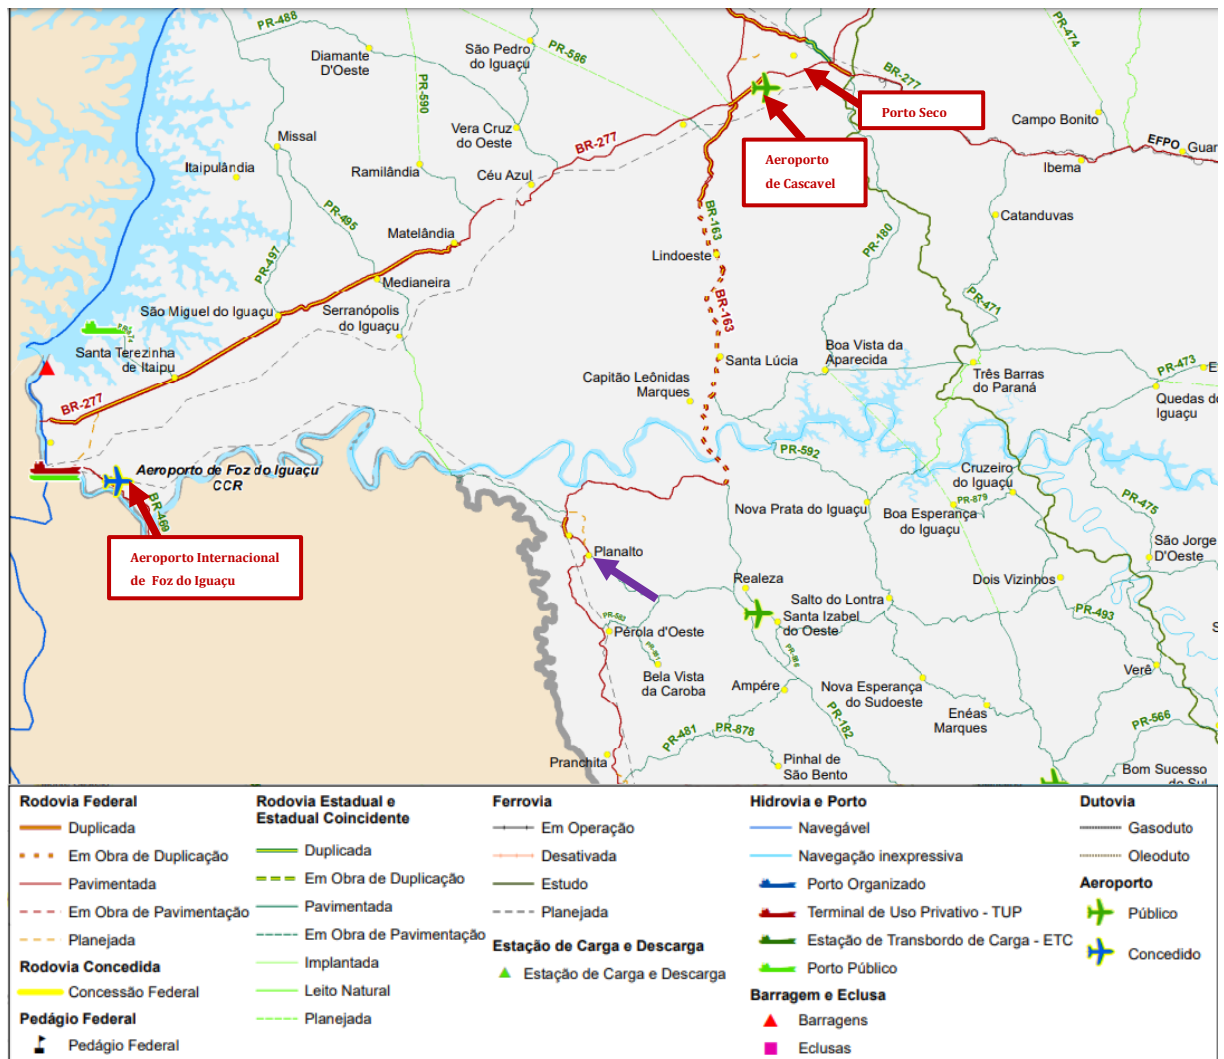 PR-488
PR-474
São Pedro
do Iguaçu
Diamante
D'Oeste
PR-586
PR-590
BR-277
Porto Seco
Campo Bonito
Vera Cruz
do Oeste
Missal
BR-277
EFPO
Guar
Aeroporto
de Cascavel
Itaipulândia
Ramilândia
Céu Azul
Ibema
PR-495
BR-163
Catanduvas
Matelândia
PR-180
PR-497
Lindoeste
Medianeira
BR-163
PR-471
São Miguel do Iguaçu
Serranópolis
do Iguaçu
Santa Terezinha
de Itaipu
Boa Vista da
Aparecida
Santa Lúcia
PR-473
Três Barras
do Paraná
Capitão Leônidas
Marques
Quedas do
Iguaçu
BR-277
PR-592
Aeroporto de Foz do Iguaçu
CCR
Cruzeiro
do Iguaçu
BR-469
PR-879
PR-475
Nova Prata do Iguaçu
Boa Esperança
do Iguaçu
Aeroporto Internacional
de Foz do Iguaçu
Planalto
São Jorge
D'Oeste
Realeza
Dois Vizinhos
Salto do Lontra
Santa Izabel
do Oeste
PR-493
PR-583
Pérola d'Oeste
Bela Vista
da Caroba
Ampére
Nova Esperança
do Sudoeste
Verê
PR-182
Enéas
Marques
PR-566
PR-481
PR-878
Pranchita
Pinhal de
São Bento
Bom Sucesso
do Sul
Rodovia Federal
Duplicada
Em Obra de Duplicação
Pavimentada
Em Obra de Pavimentação
Planejada
Rodovia Concedida
Concessão Federal
Pedágio Federal
Pedágio Federal
Rodovia Estadual e
Estadual Coincidente
Duplicada
Em Obra de Duplicação
Pavimentada
Em Obra de Pavimentação
Implantada
Leito Natural
Planejada
Ferrovia
Em Operação
Desativada
Estudo
Planejada
Estação de Carga e Descarga
Estação de Carga e Descarga
Hidrovia e Porto
Navegável
Navegação inexpressiva
Porto Organizado
Terminal de Uso Privativo - TUP
Estação de Transbordo de Carga - ETC
Porto Público
Barragem e Eclusa
Barragens
Eclusas
Dutovia
Gasoduto
Oleoduto
Aeroporto
Público
Concedido